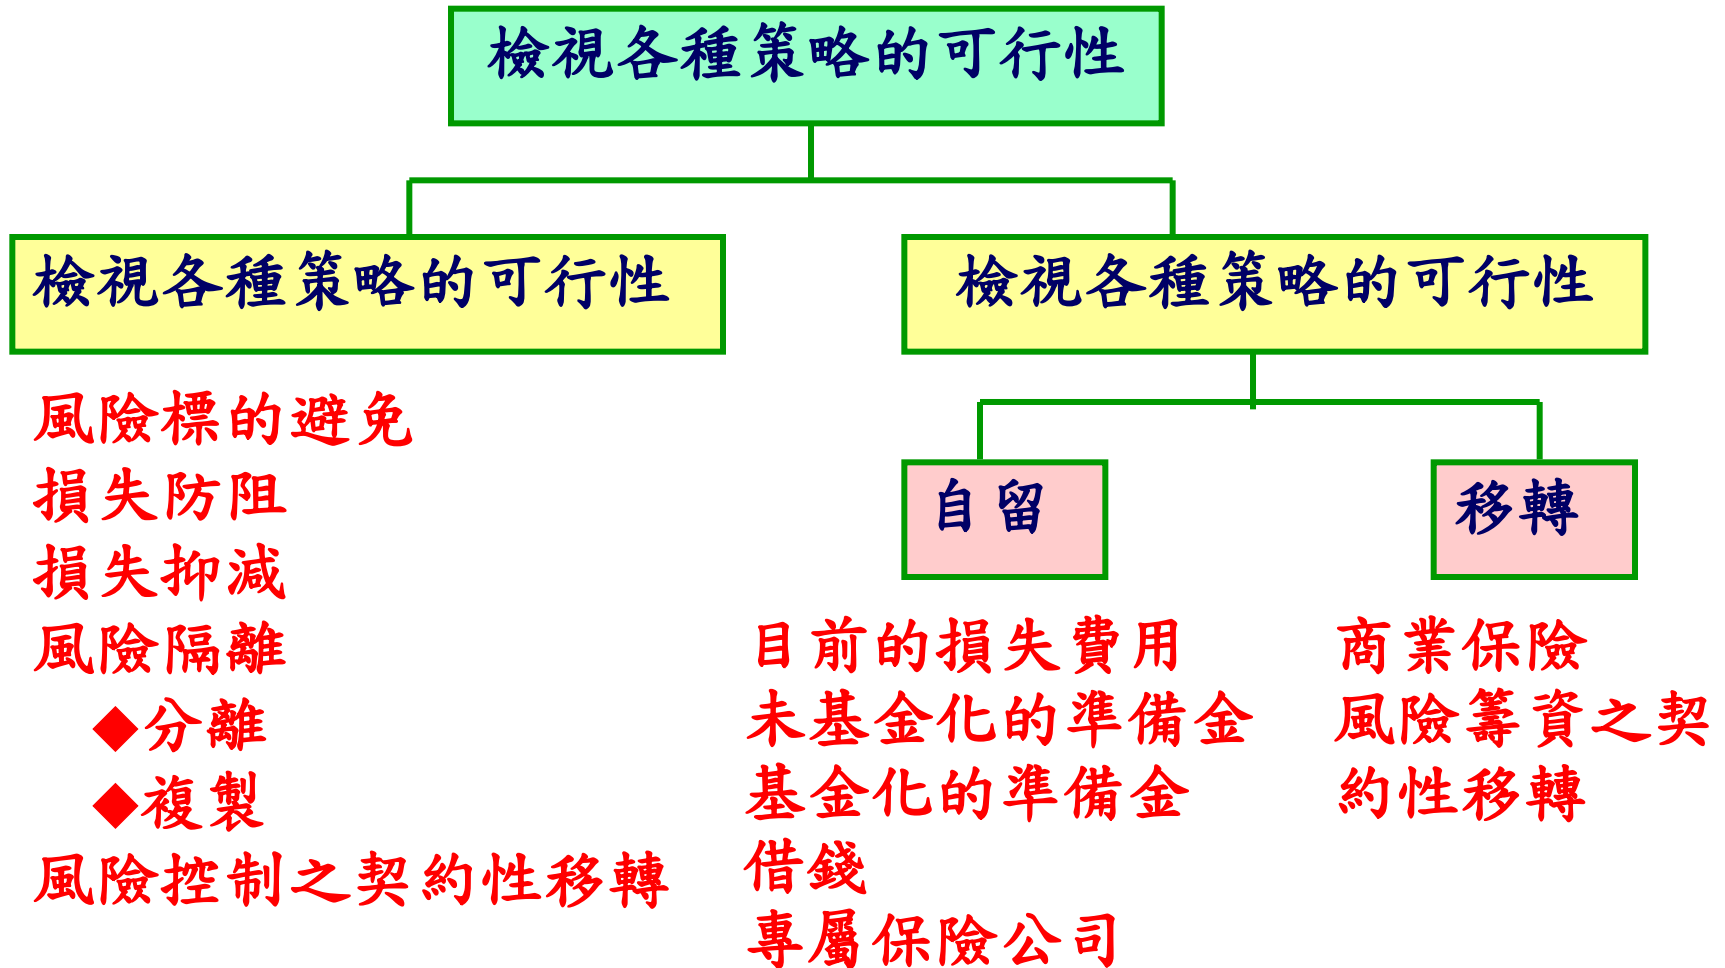 檢視各種策略的可行性
檢視各種策略的可行性
風險標的避免
損失防阻
損失抑減
風險隔離
◆分離
◆複製
風險控制之契約性移轉
檢視各種策略的可行性
自留
目前的損失費用
未基金化的準備金
基金化的準備金
借錢
專屬保險公司
移轉
商業保險
風險籌資之契
約性移轉